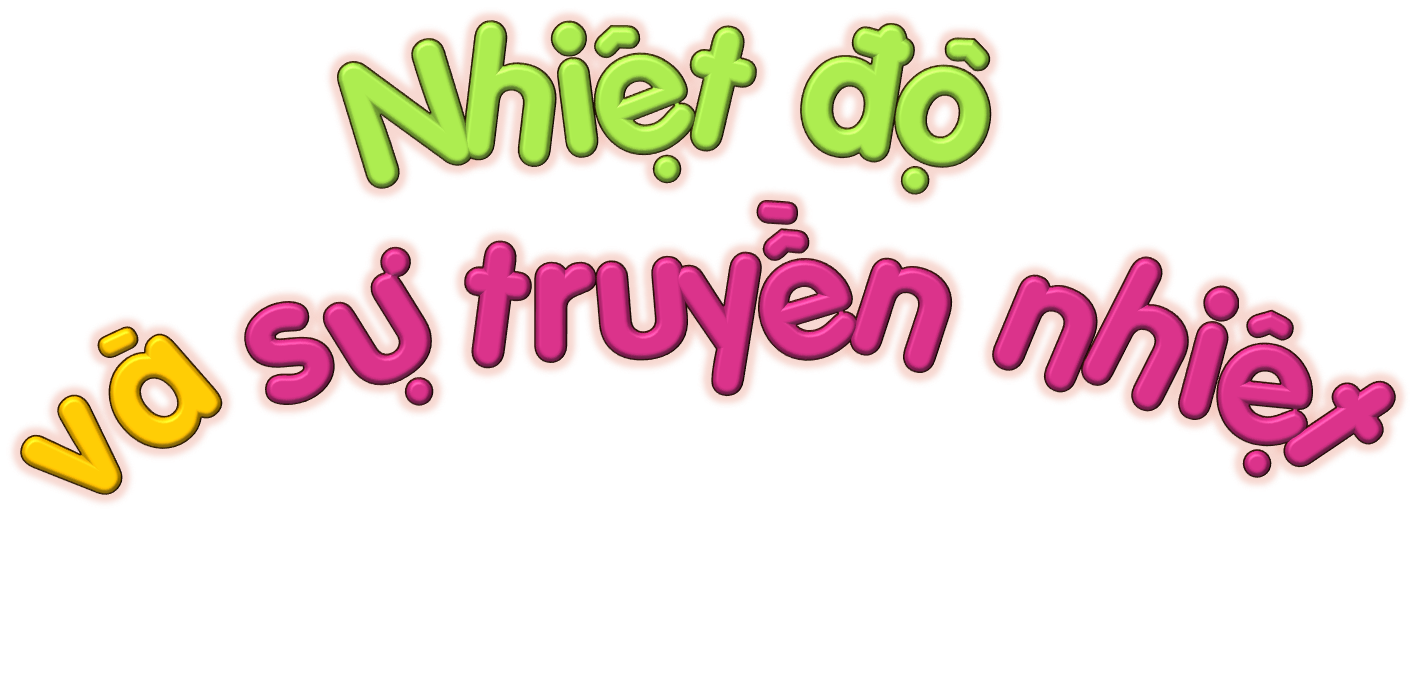 Nhiệt độ
và sự truyền nhiệt